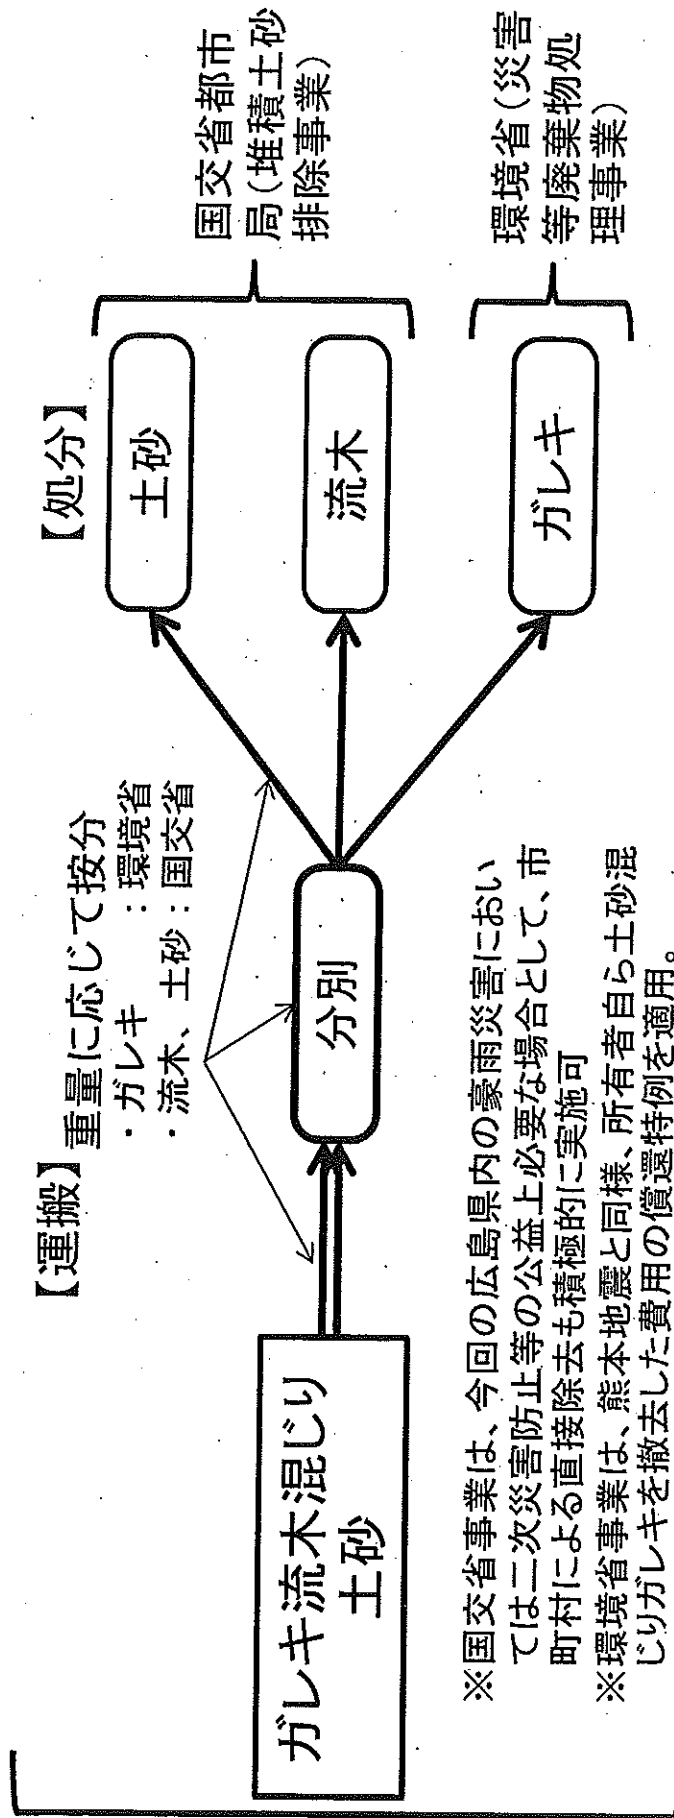 【運搬】
重量に応じて按分
・ガレキ　：環境省
・流木、土砂：国交省
【処分】
ガレキ流木混じり
土砂
分別
土砂
流木
ガレキ
国交省都市
局（堆積土砂
排除事業）
環境省（災害
等廃棄物処
理事業）
※国交省事業は、今回の広島県内の豪雨災害におい
ては二次災害防止等の公益上必要な場合として、市
町村による直接除去も積極的に実施可
※環境省事業は、熊本地震と同様、所有者自ら土砂混
じりガレキを撤去した費用の償還特例を適用。